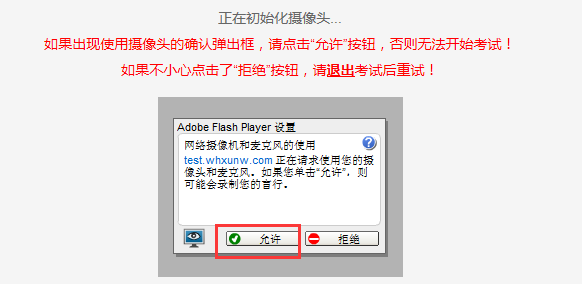 正在初始化摄像头...
如果出现使用摄像头的确认弹出框，请点击“允许”按钮，否则无法开始考试！
如果不小心点击了“拒绝”按钮，请退出考试后重试！
Adobe Flash Player 设置
网络摄像机和麦克风的使用
test.whxunw.com 正在请求使用您的摄
像头和麦克风。如果您单击“允许”，则
可能会录制您的言行。
允许 拒绝